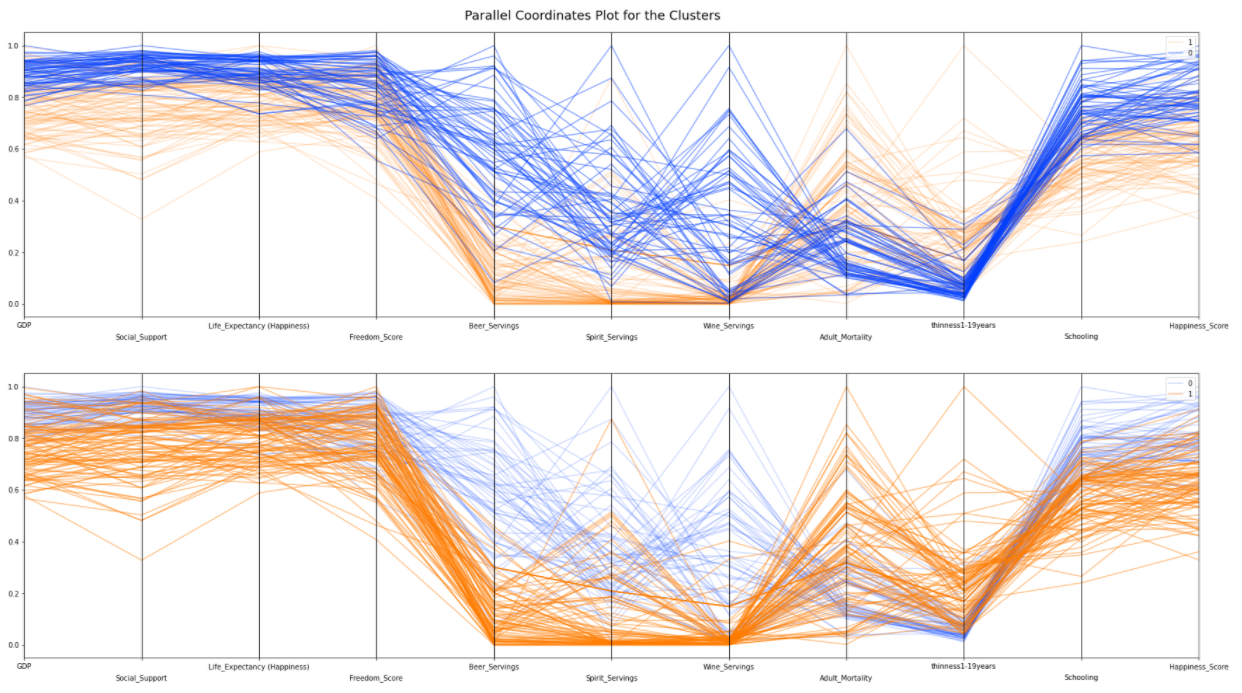 Parallel Coordinates Plot for the Clusters
1.0
0.8
0.6
0.4
0.2
0.0
1
0
GDP
Social_Support
Life_Expectancy (Happiness)
Freedom_Score
Beer_Servings
Spirit_Servings
Wine_Servings
Adult_Mortality
thinness1-19years
Schooling
Happiness_Score
1.0
0.8
0.6
0.4
0.2
0.0
0
1
GDP
Social_Support
Life_Expectancy (Happiness)
Freedom_Score
Beer_Servings
Spirit_Servings
Wine_Servings
Adult_Mortality
thinness1-19years
Schooling
Happiness_Score